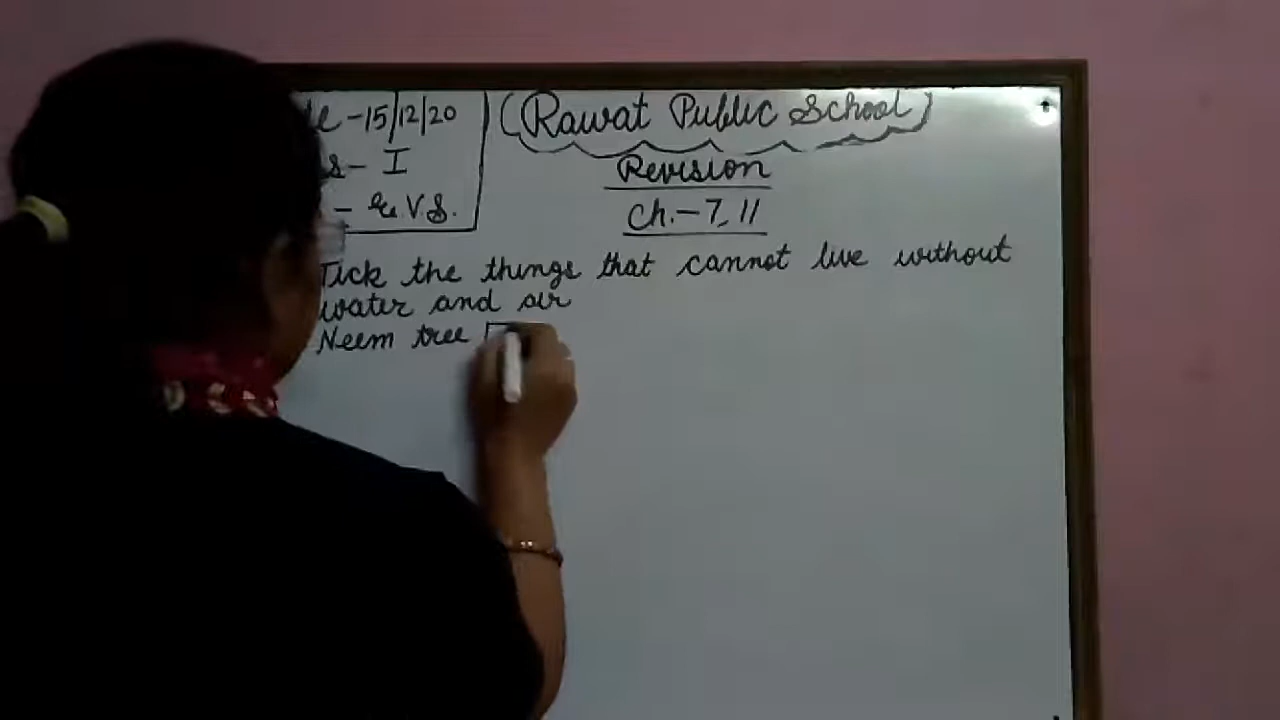 -15/12/20
(Rawat Public School)
Revision
- I
- E.V.S.
Ch.-7, 11
Tick the things that cannot live without
water and air
Neem tree